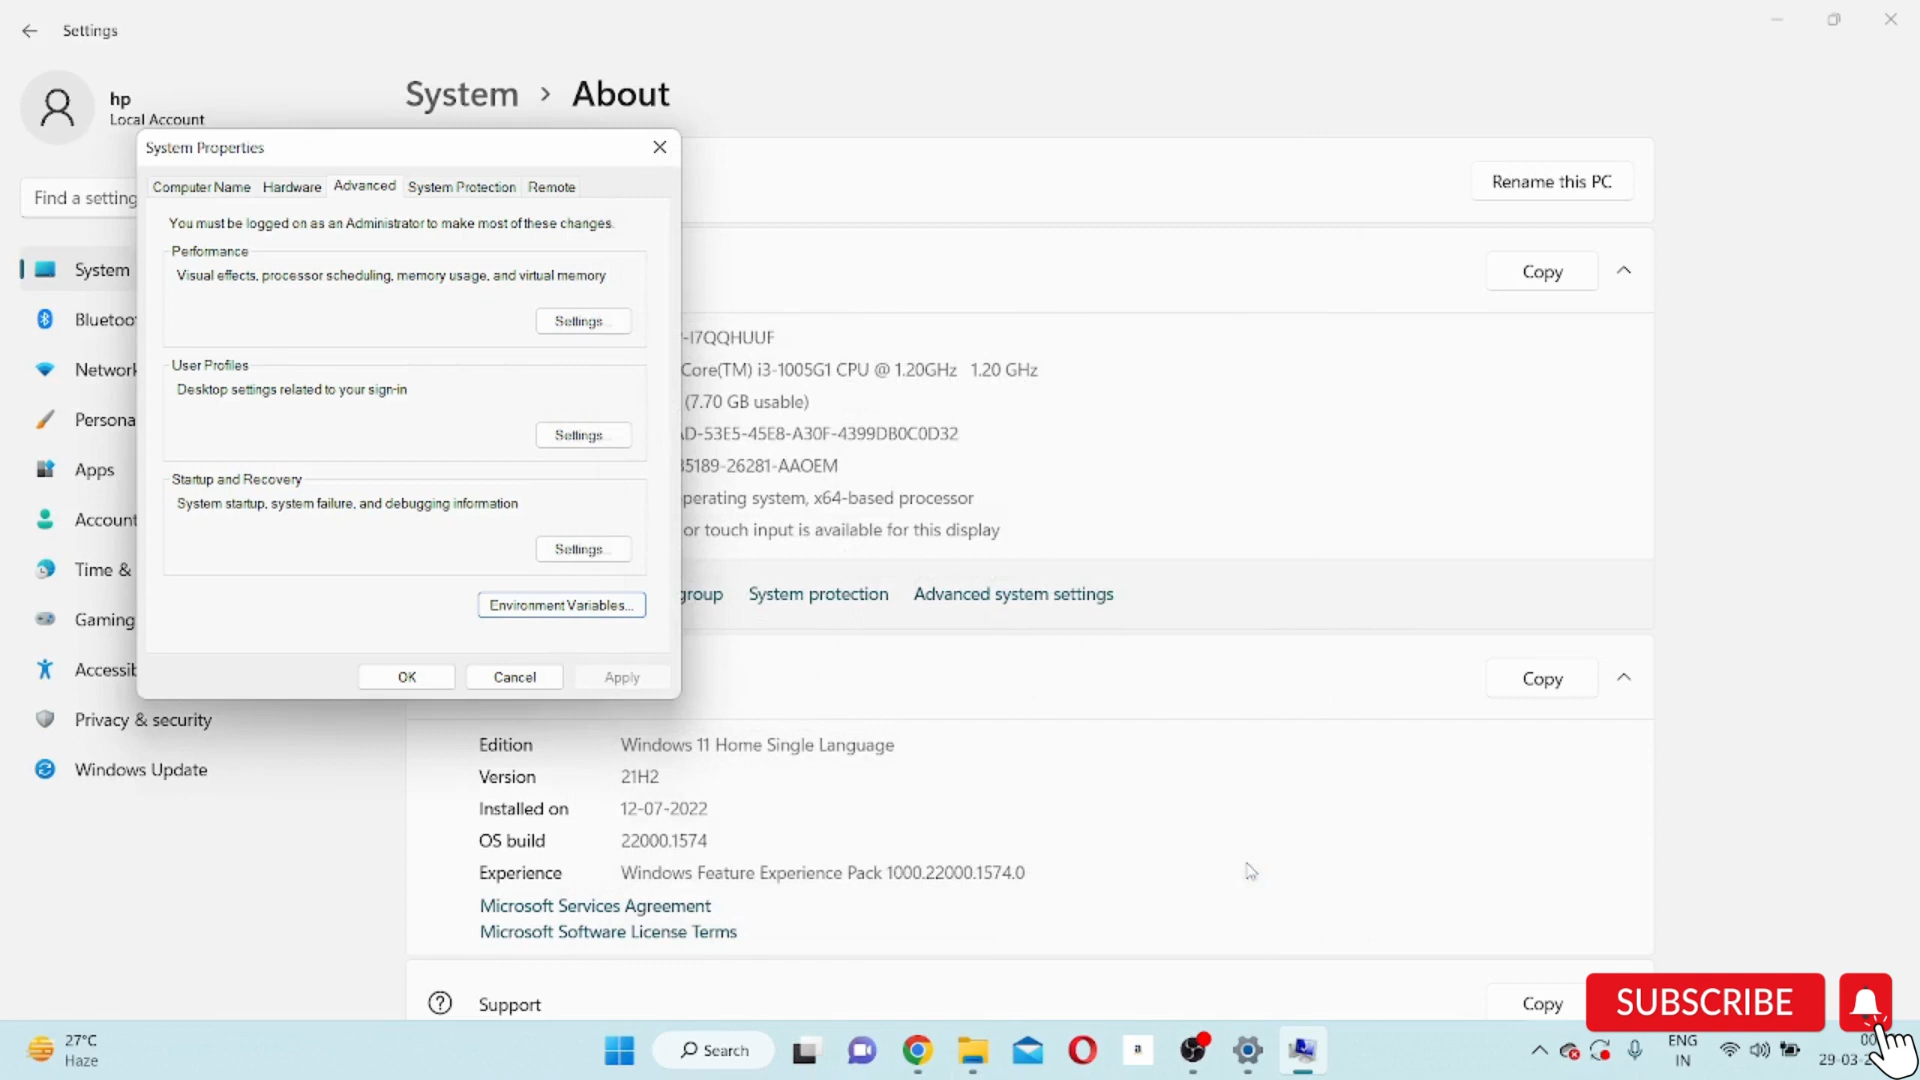 Settings
hp
Local Account
System > About
System Properties
Computer Name Hardware Advanced System Protection Remote
You must be logged on as an Administrator to make most of these changes.
Performance
Visual effects, processor scheduling, memory usage, and virtual memory
Settings...
User Profiles
Desktop settings related to your sign-in
Settings...
Startup and Recovery
System startup, system failure, and debugging information
Settings...
Environment Variables...
OK Cancel Apply
Find a setting
System
Network
Apps
Account
Time &
Gaming
Privacy & security
Windows Update
Rename this PC
Copy
-I7QQHUUF
Core(TM) i3-1005G1 CPU @ 1.20GHz 1.20 GHz
(7.70 GB usable)
D-53E5-45E8-A30F-4399DB0C0D32
5189-26281-AAOEM
perating system, x64-based processor
or touch input is available for this display
group System protection Advanced system settings
Copy
Edition Windows 11 Home Single Language
Version 21H2
Installed on 12-07-2022
OS build 22000.1574
Experience Windows Feature Experience Pack 1000.22000.1574.0
Microsoft Services Agreement
Microsoft Software License Terms
Support
Copy
SUBSCRIBE
27°C
Haze
Search
a
ENG
IN
29-03-2